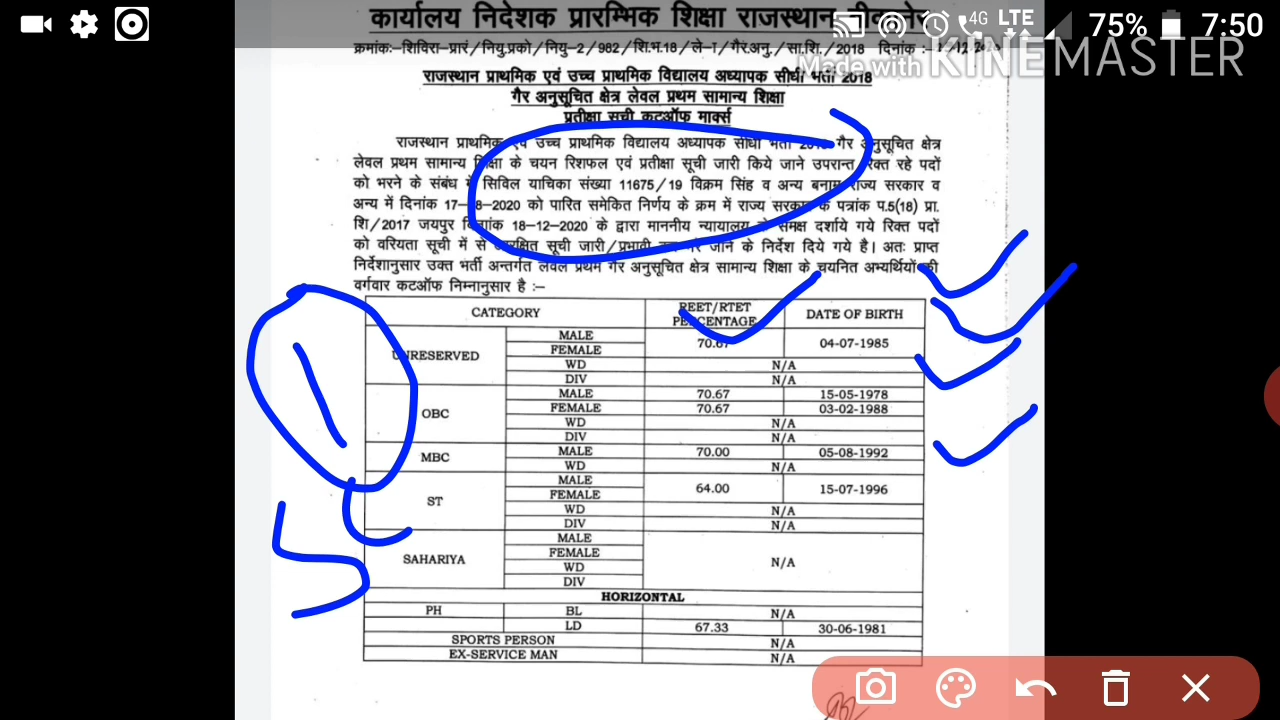 4G LTE 75% 7:50
Made with KINEMASTER
कार्यालय निदेशक प्रारम्भिक शिक्षा राजस्थान
क्रमांक:-शिविरा-प्रारं/नियु.प्रको/नियु-2/982/शि.भ.18/ले-I/गैर.अनु./सा.शि./2018 दिनांक :-
राजस्थान प्राथमिक एवं उच्च प्राथमिक विद्यालय अध्यापक सीधी भर्ती 2018
गैर अनुसूचित क्षेत्र लेवल प्रथम सामान्य शिक्षा
प्रतीक्षा सूची कटऑफ मार्क्स
राजस्थान प्राथमिक एवं उच्च प्राथमिक विद्यालय अध्यापक सीधी भर्ती 2018 गैर अनुसूचित क्षेत्र
लेवल प्रथम सामान्य शिक्षा के चयन रिशफल एवं प्रतीक्षा सूची जारी किये जाने उपरान्त रिक्त रहे पदों
को भरने के संबंध में सिविल याचिका संख्या 11675/19 विक्रम सिंह व अन्य बनाम राज्य सरकार व
अन्य में दिनांक 17- 8-2020 को पारित समेकित निर्णय के क्रम में राज्य सरकार के पत्रांक प.5(18) प्रा.
शि/2017 जयपुर दिनांक 18-12-2020 के द्वारा माननीय न्यायालय के समक्ष दर्शाये गये रिक्त पदों
को वरियता सूची में से आरक्षित सूची जारी/प्रभावी जाने के निर्देश दिये गये है। अतः प्राप्त
निर्देशानुसार उक्त भर्ती अन्तर्गत लेवल प्रथम गैर अनुसूचित क्षेत्र सामान्य शिक्षा के चयनित अभ्यर्थियों की
वर्गवार कटऑफ निम्नानुसार है :-
CATEGORY REET/RTET PERCENTAGE DATE OF BIRTH
UNRESERVED MALE FEMALE 70.67 04-07-1985
WD N/A
DIV N/A
OBC MALE 70.67 15-05-1978
FEMALE 70.67 03-02-1988
WD N/A
DIV N/A
MBC MALE 70.00 05-08-1992
WD N/A
ST MALE FEMALE 64.00 15-07-1996
WD N/A
DIV N/A
SAHARIYA MALE FEMALE WD DIV N/A
HORIZONTAL
PH BL N/A
LD 67.33 30-06-1981
SPORTS PERSON N/A
EX-SERVICE MAN N/A